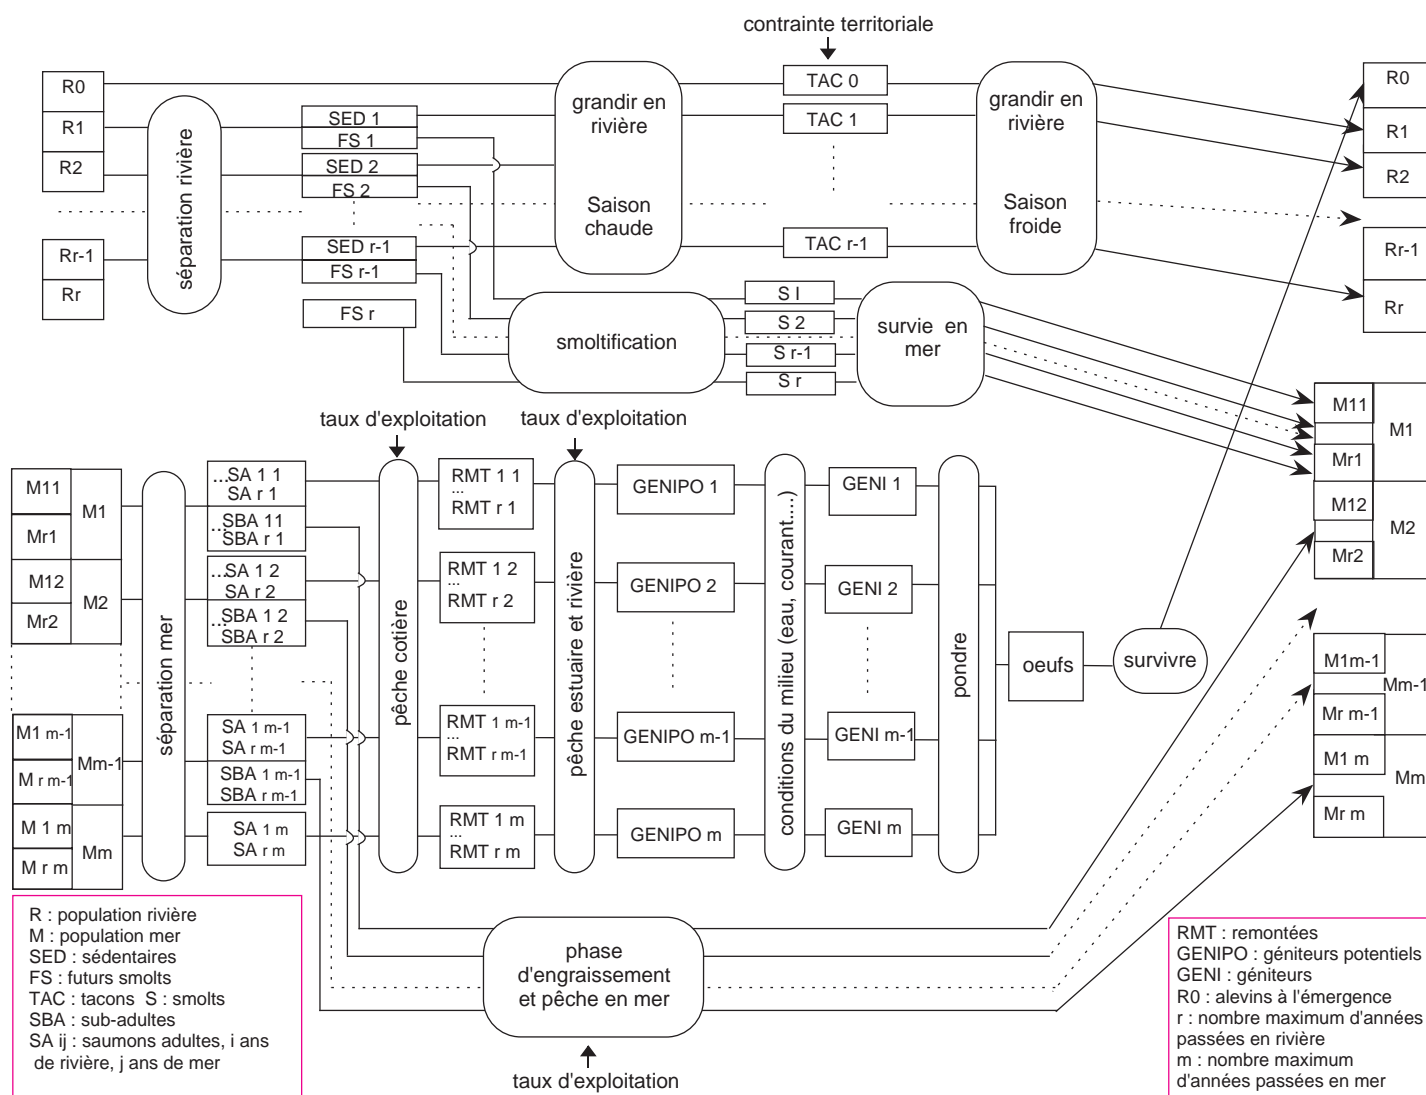 contrainte territoriale
R0
R1
R2
Rr-1
Rr
séparation rivière
SED 1
FS 1
SED 2
FS 2
SED r-1
FS r-1
FS r
grandir en
rivière
Saison
chaude
TAC 0
TAC 1
TAC r-1
grandir en
rivière
Saison
froide
R0
R1
R2
Rr-1
Rr
smoltification
S l
S 2
S r-1
S r
survie en
mer
M11
Mr1
M1
M12
Mr2
M2
M1m-1
Mr m-1
Mm-1
M1 m
Mr m
Mm
taux d'exploitation
taux d'exploitation
M11
Mr1
M1
M12
Mr2
M2
M1 m-1
M r m-1
Mm-1
M 1 m
M r m
Mm
séparation mer
...SA 1 1
SA r 1
...SBA 11
SBA r 1
...SA 1 2
SA r 2
...SBA 1 2
SBA r 2
SA 1 m-1
SA r m-1
SBA 1 m-1
SBA r m-1
SA 1 m
SA r m
pêche cotière
RMT 1 1
...
RMT r 1
RMT 1 2
...
RMT r 2
RMT 1 m-1
...
RMT r m-1
RMT 1 m
...
RMT r m
pêche estuaire et rivière
GENIPO 1
GENIPO 2
GENIPO m-1
GENIPO m
conditions du milieu (eau, courant....)
GENI 1
GENI 2
GENI m-1
GENI m
pondre
oeufs
survivre
phase
d'engraissement
et pêche en mer
taux d'exploitation
R : population rivière
M : population mer
SED : sédentaires
FS : futurs smolts
TAC : tacons S : smolts
SBA : sub-adultes
SA ij : saumons adultes, i ans
de rivière, j ans de mer
RMT : remontées
GENIPO : géniteurs potentiels
GENI : géniteurs
R0 : alevins à l'émergence
r : nombre maximum d'années
passées en rivière
m : nombre maximum
d'années passées en mer